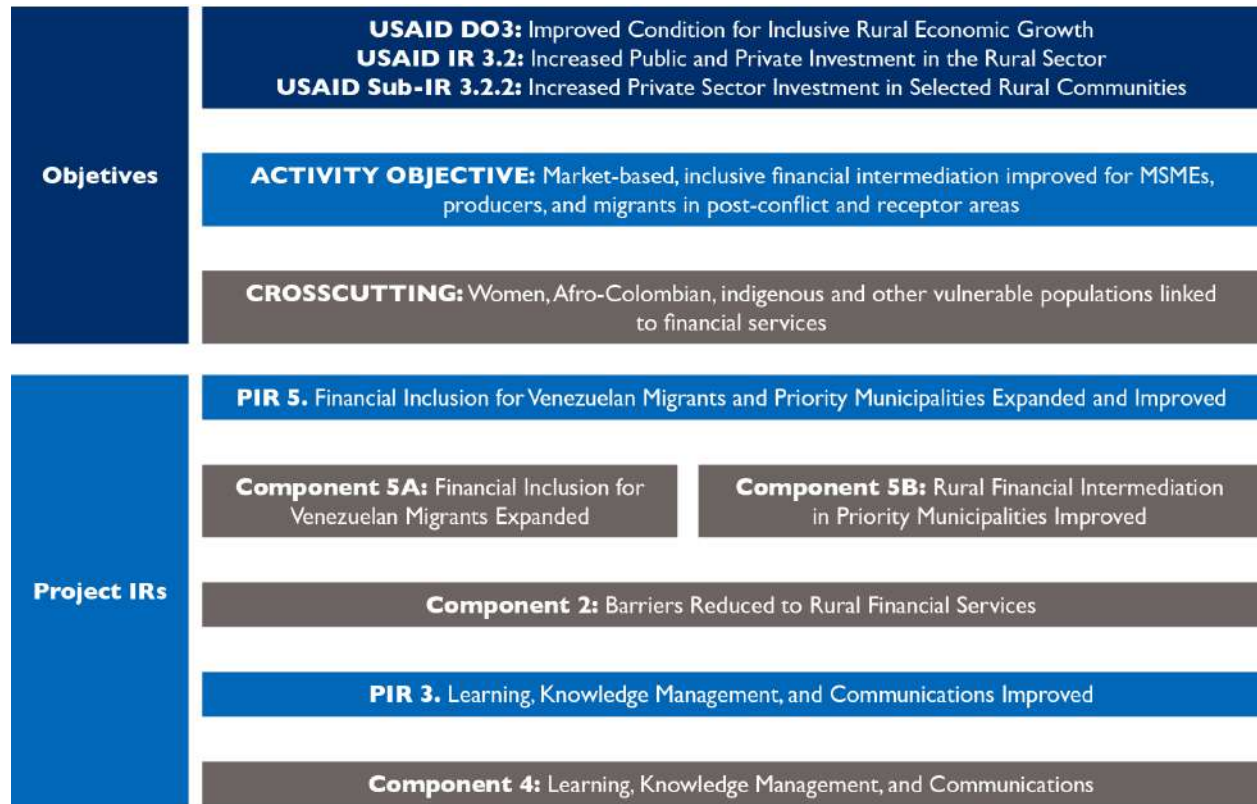 USAID DO3: Improved Condition for Inclusive Rural Economic Growth
USAID IR 3.2: Increased Public and Private Investment in the Rural Sector
USAID Sub-IR 3.2.2: Increased Private Sector Investment in Selected Rural Communities
Objetives
ACTIVITY OBJECTIVE: Market-based, inclusive financial intermediation improved for MSMEs,
producers, and migrants in post-conflict and receptor areas
CROSSCUTTING: Women, Afro-Colombian, indigenous and other vulnerable populations linked
to financial services
PIR 5. Financial Inclusion for Venezuelan Migrants and Priority Municipalities Expanded and Improved
Component 5A: Financial Inclusion for
Venezuelan Migrants Expanded
Component 5B: Rural Financial Intermediation
in Priority Municipalities Improved
Project IRs
Component 2: Barriers Reduced to Rural Financial Services
PIR 3. Learning, Knowledge Management, and Communications Improved
Component 4: Learning, Knowledge Management, and Communications